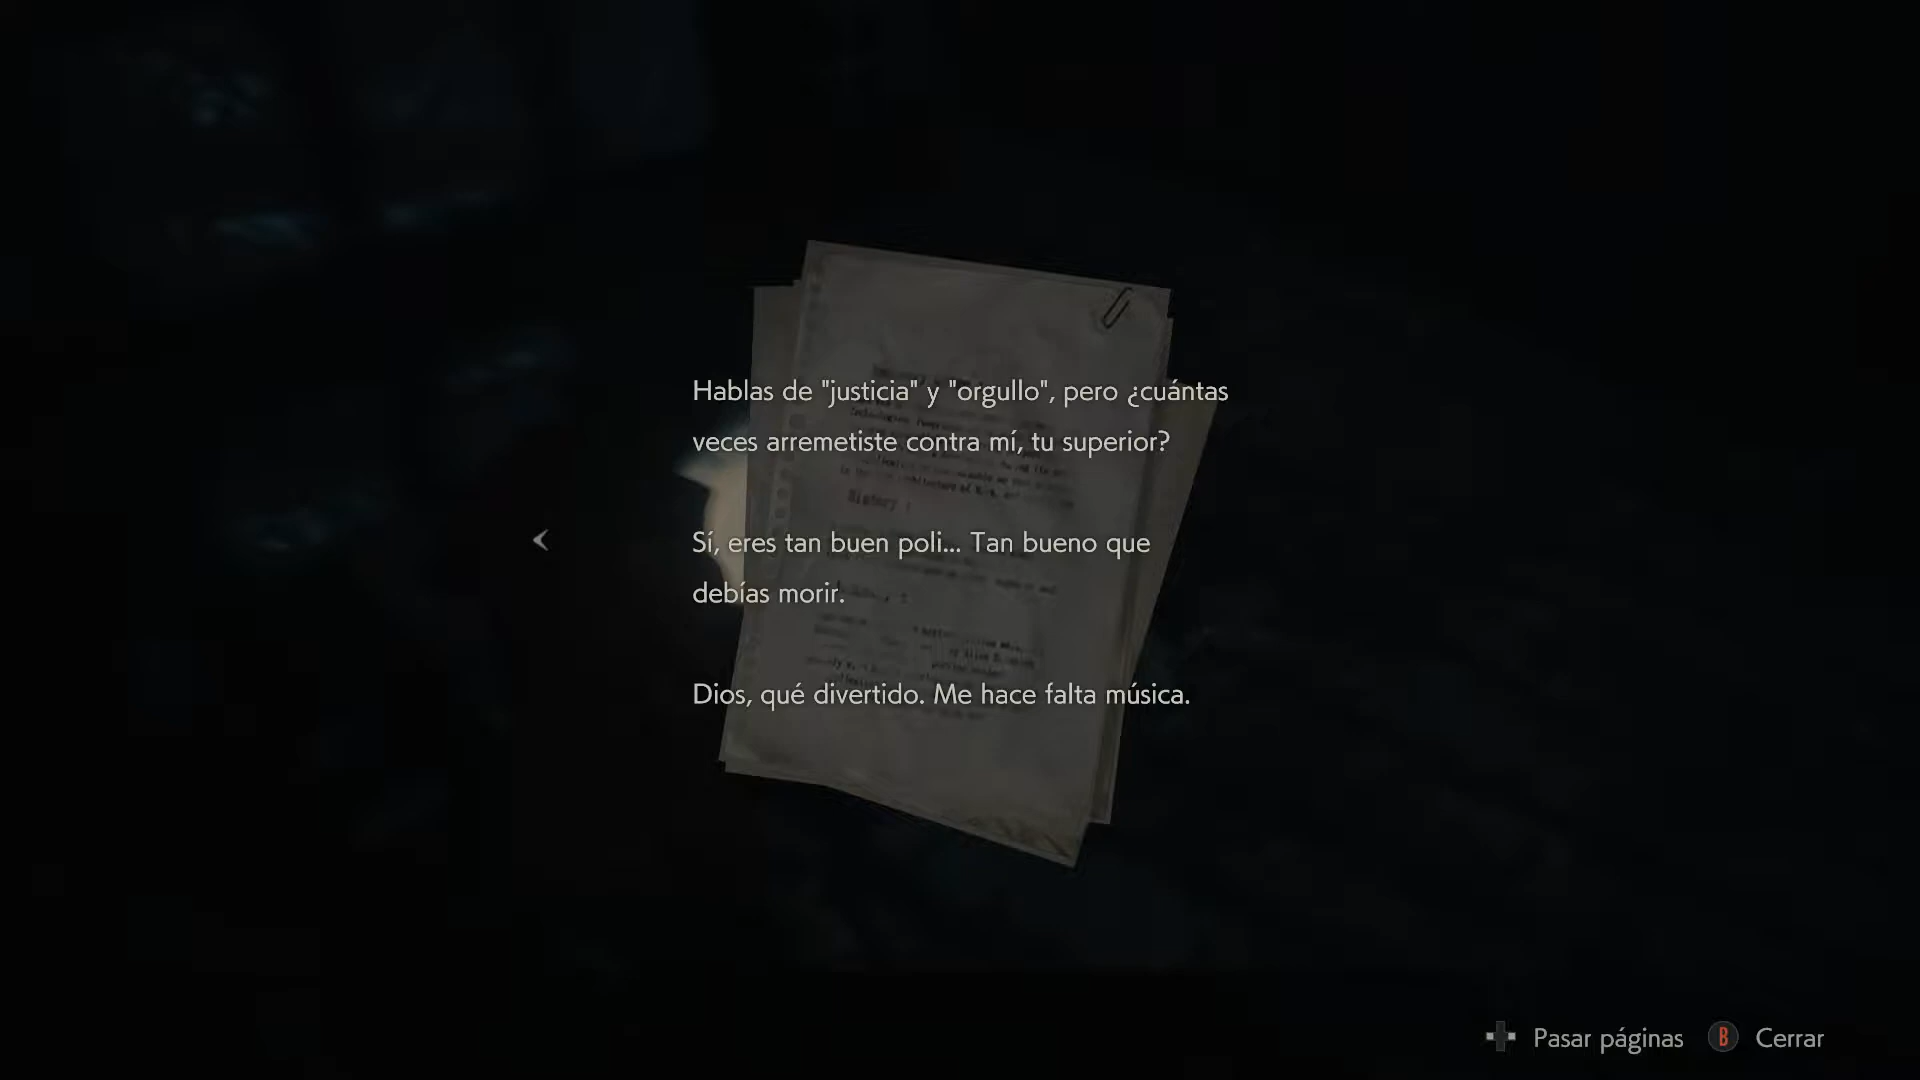 Hablas de "justicia" y "orgullo", pero ¿cuántas
veces arremetiste contra mí, tu superior?
Sí, eres tan buen poli... Tan bueno que
debías morir.
Dios, qué divertido. Me hace falta música.
Pasar páginas B Cerrar